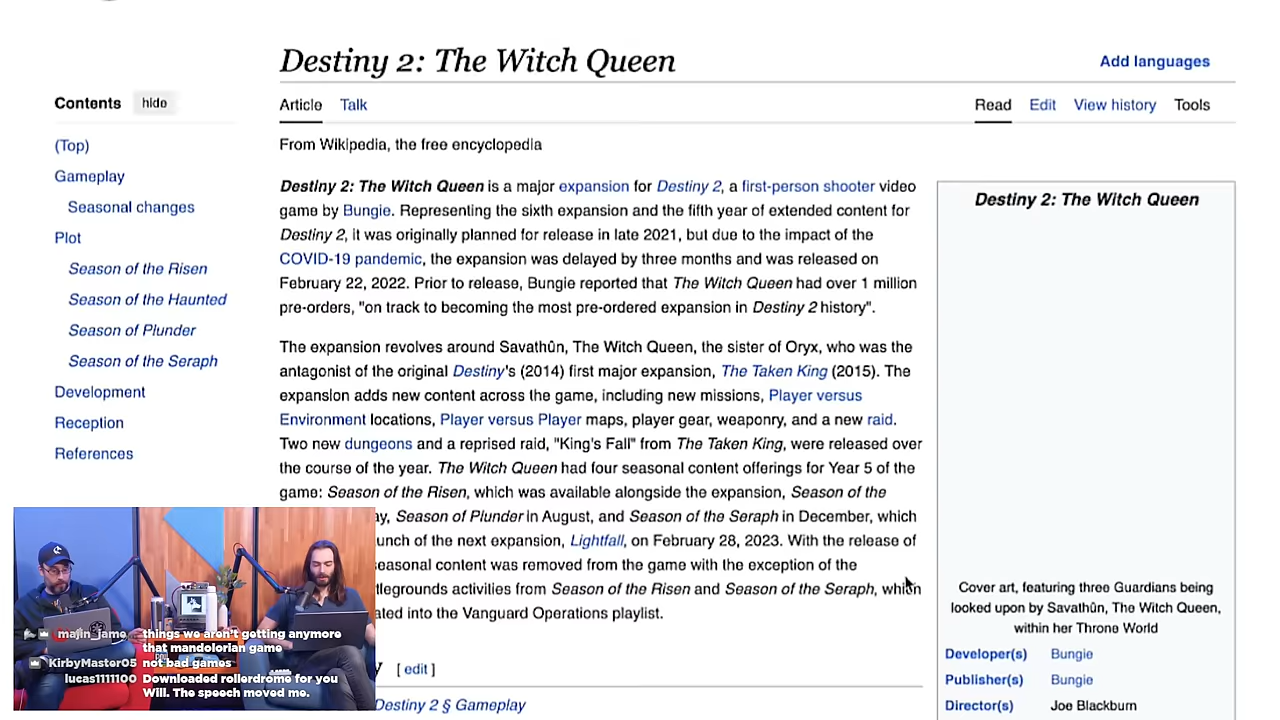 Destiny 2: The Witch Queen
Add languages
Contents hide
Article Talk
Read Edit View history Tools
(Top)
Gameplay
Seasonal changes
Plot
Season of the Risen
Season of the Haunted
Season of Plunder
Season of the Seraph
Development
Reception
References
From Wikipedia, the free encyclopedia
Destiny 2: The Witch Queen is a major expansion for Destiny 2, a first-person shooter video
game by Bungie. Representing the sixth expansion and the fifth year of extended content for
Destiny 2, it was originally planned for release in late 2021, but due to the impact of the
COVID-19 pandemic, the expansion was delayed by three months and was released on
February 22, 2022. Prior to release, Bungie reported that The Witch Queen had over 1 million
pre-orders, "on track to becoming the most pre-ordered expansion in Destiny 2 history".
The expansion revolves around Savathûn, The Witch Queen, the sister of Oryx, who was the
antagonist of the original Destiny's (2014) first major expansion, The Taken King (2015). The
expansion adds new content across the game, including new missions, Player versus
Environment locations, Player versus Player maps, player gear, weaponry, and a new raid.
Two new dungeons and a reprised raid, "King's Fall" from The Taken King, were released over
the course of the year. The Witch Queen had four seasonal content offerings for Year 5 of the
game: Season of the Risen, which was available alongside the expansion, Season of the
ay, Season of Plunder in August, and Season of the Seraph in December, which
unch of the next expansion, Lightfall, on February 28, 2023. With the release of
easonal content was removed from the game with the exception of the
tlegrounds activities from Season of the Risen and Season of the Seraph, which
ated into the Vanguard Operations playlist.
y [ edit ]
Destiny 2 § Gameplay
Destiny 2: The Witch Queen
Cover art, featuring three Guardians being
looked upon by Savathûn, The Witch Queen,
within her Throne World
Developer(s) Bungie
Publisher(s) Bungie
Director(s) Joe Blackburn
majin_jame things we aren't getting anymore
that mandolorian game
KirbyMaster05 not bad games
lucas1111100 Downloaded rollerdrome for you
Will. The speech moved me.